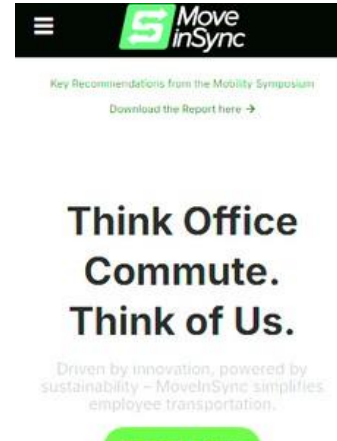 Move
inSync
Key Recommendations from the Mobility Symposium
Download the Report here →
Think Office
Commute.
Think of Us.
Driven by innovation, powered by
sustainability – MoveInSync simplifies
employee transportation.